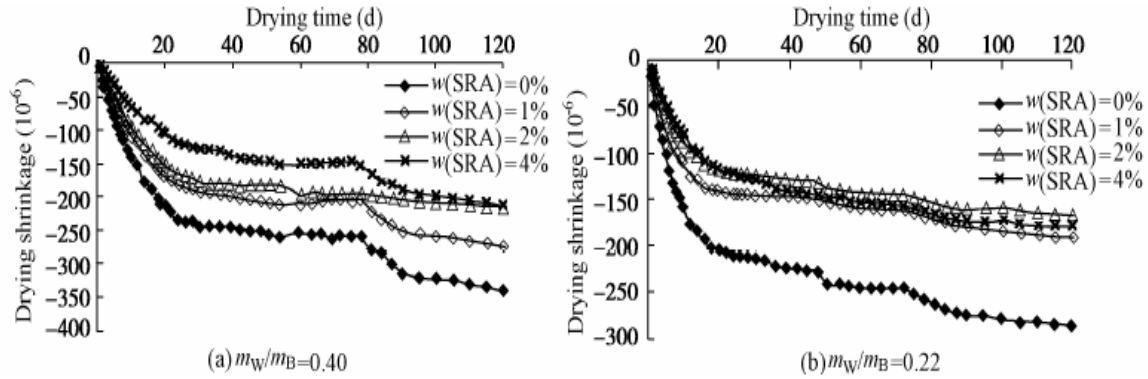 Drying time (d)
0 20 40 60 80 100 120
0
−50
−100
−150
−200
−250
−300
−350
−400
Drying shrinkage (10⁻⁶)
w(SRA)=0%
w(SRA)=1%
w(SRA)=2%
w(SRA)=4%
(a) mW/mB=0.40
Drying time (d)
20 40 60 80 100 120
0
−50
−100
−150
−200
−250
−300
Drying shrinkage (10⁻⁶)
w(SRA)=0%
w(SRA)=1%
w(SRA)=2%
w(SRA)=4%
(b) mW/mB=0.22